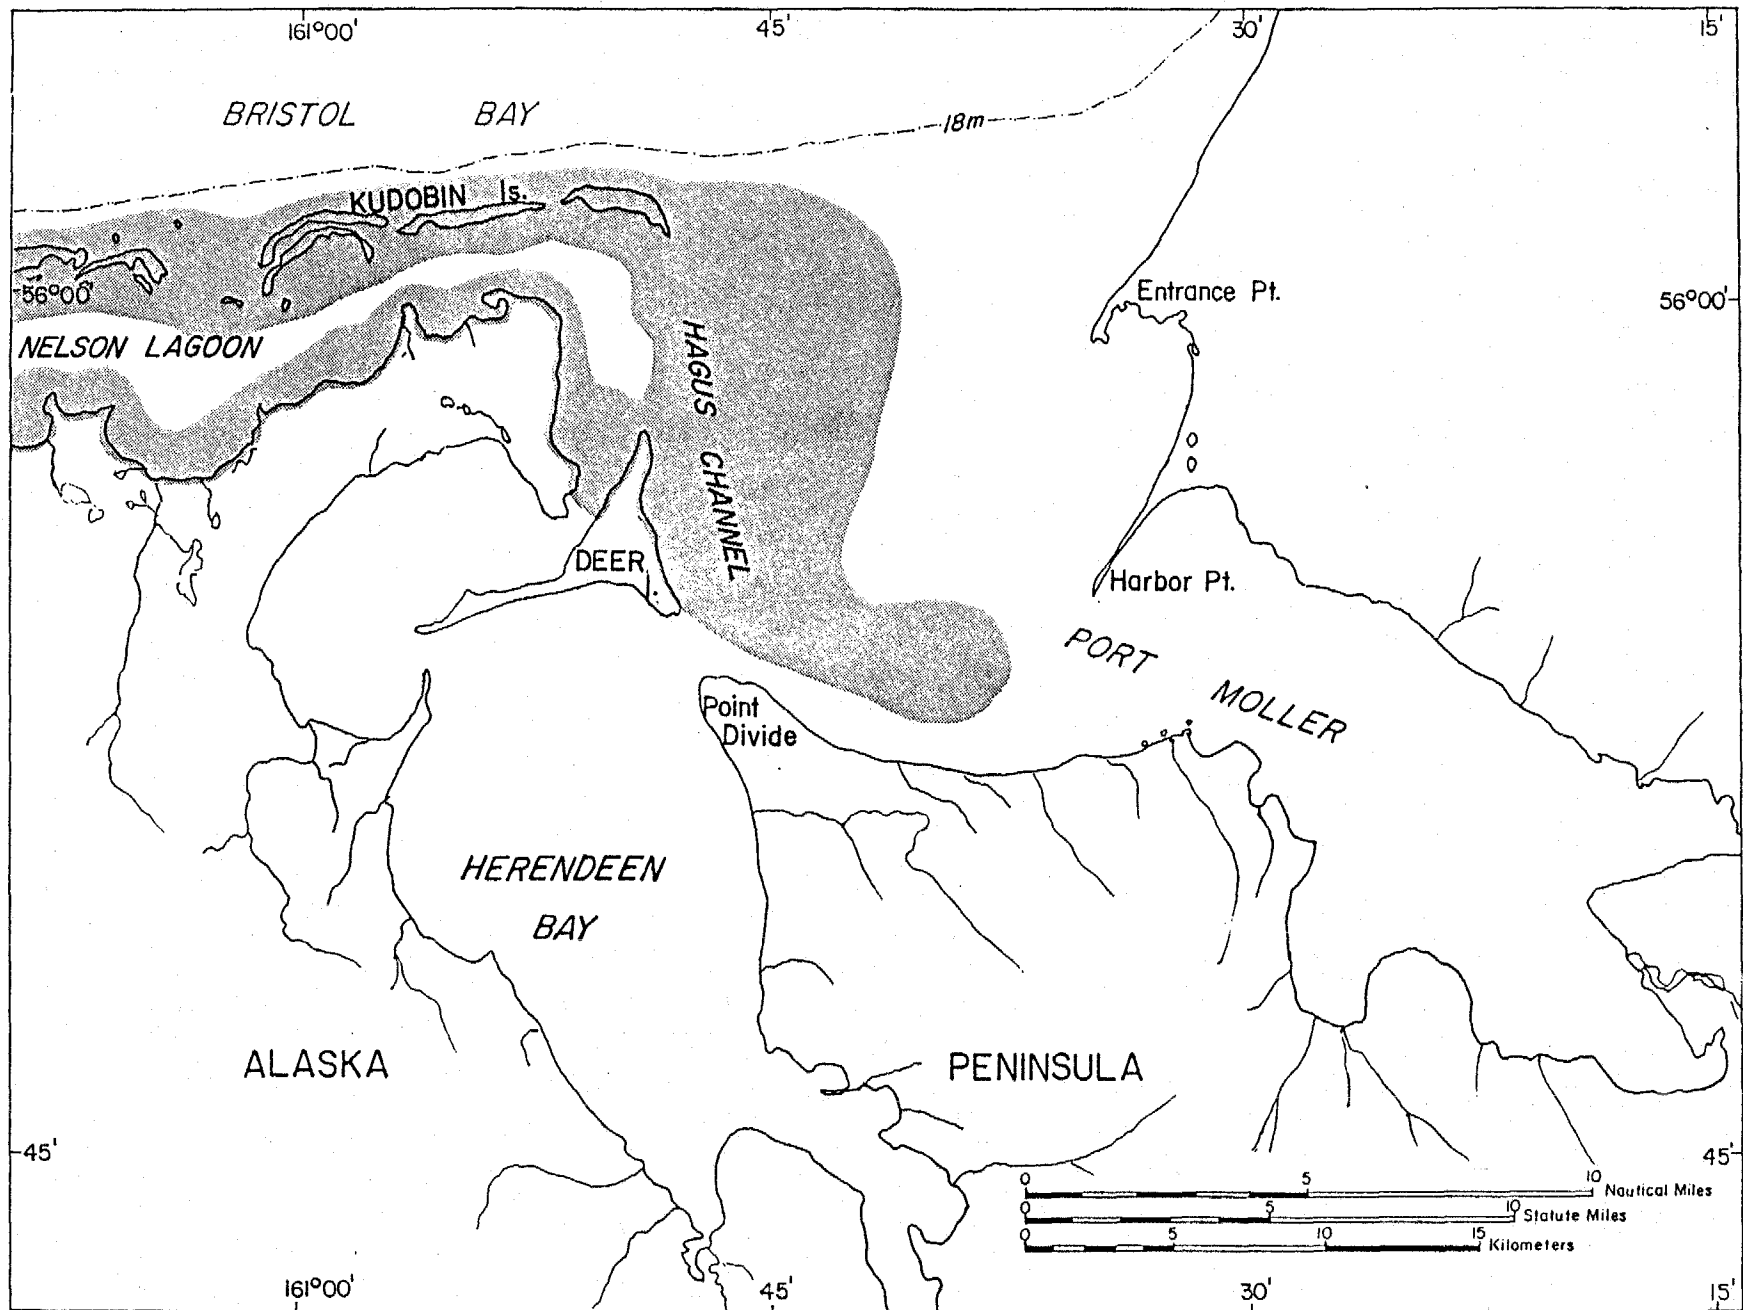 161°00'
45'
30'
15'
BRISTOL BAY
18m
KUDOBIN Is.
56°00'
Entrance Pt.
56°00'
NELSON LAGOON
HAGUS CHANNEL
DEER
Harbor Pt.
PORT MOLLER
Point
Divide
HERENDEEN
BAY
ALASKA
PENINSULA
45'
45'
0 5 10
Nautical Miles
0 5 10
Statute Miles
0 5 10 15
Kilometers
161°00'
45'
30'
15'